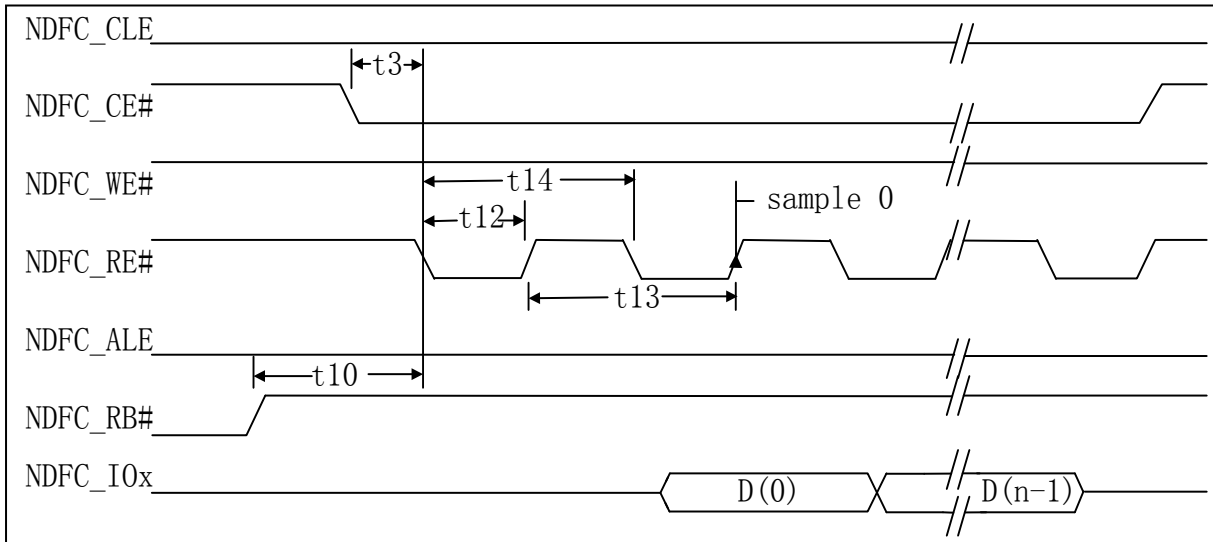 NDFC_CLE
t3
NDFC_CE#
NDFC_WE#
t14
sample 0
t12
NDFC_RE#
t13
NDFC_ALE
t10
NDFC_RB#
NDFC_IOx
D(0)
D(n-1)